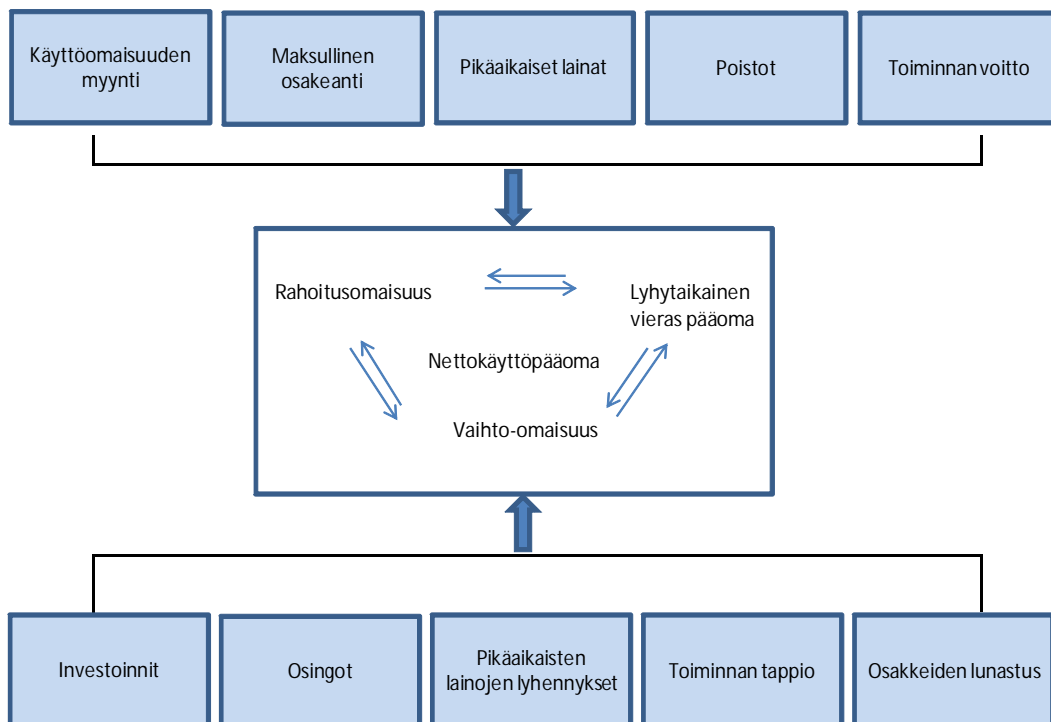 Käyttöomaisuuden
myynti
Maksullinen
osakeanti
Pikäaikaiset lainat
Poistot
Toiminnan voitto
Rahoitusomaisuus
Lyhytaikainen
vieras pääoma
Nettokäyttöpääoma
Vaihto-omaisuus
Investoinnit
Osingot
Pikäaikaisten
lainojen lyhennykset
Toiminnan tappio
Osakkeiden lunastus